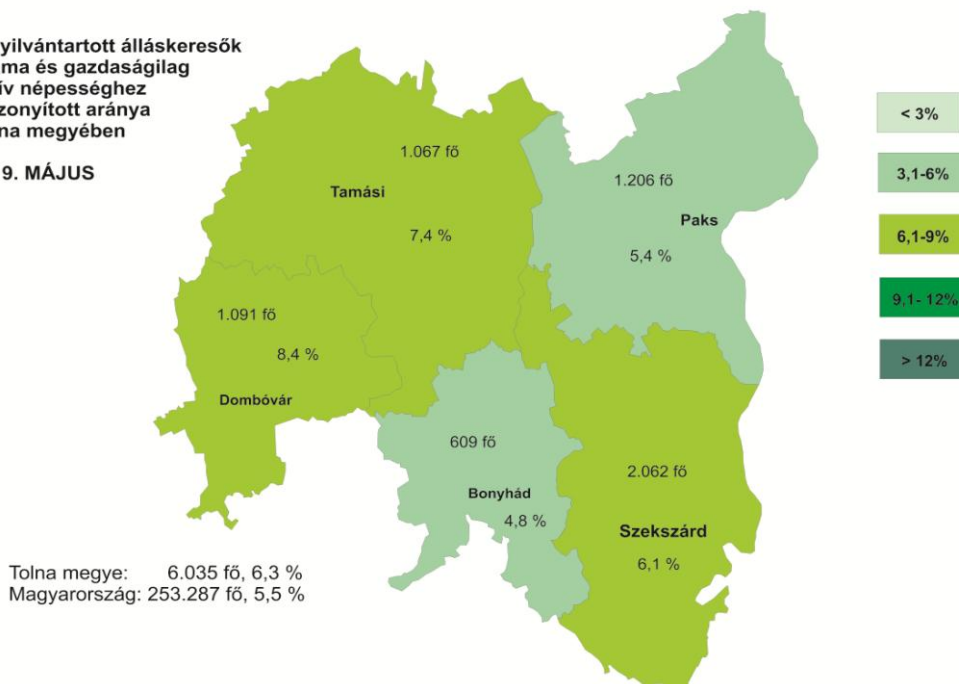 yilvántartott álláskeresők
ma és gazdaságilag
ív népességhez
zonyított aránya
na megyében
9. MÁJUS
1.067 fő
Tamási
7,4 %
1.206 fő
Paks
5,4 %
1.091 fő
8,4 %
Dombóvár
609 fő
Bonyhád
4,8 %
2.062 fő
Szekszárd
6,1 %
< 3%
3,1-6%
6,1-9%
9,1- 12%
> 12%
Tolna megye: 6.035 fő, 6,3 %
Magyarország: 253.287 fő, 5,5 %